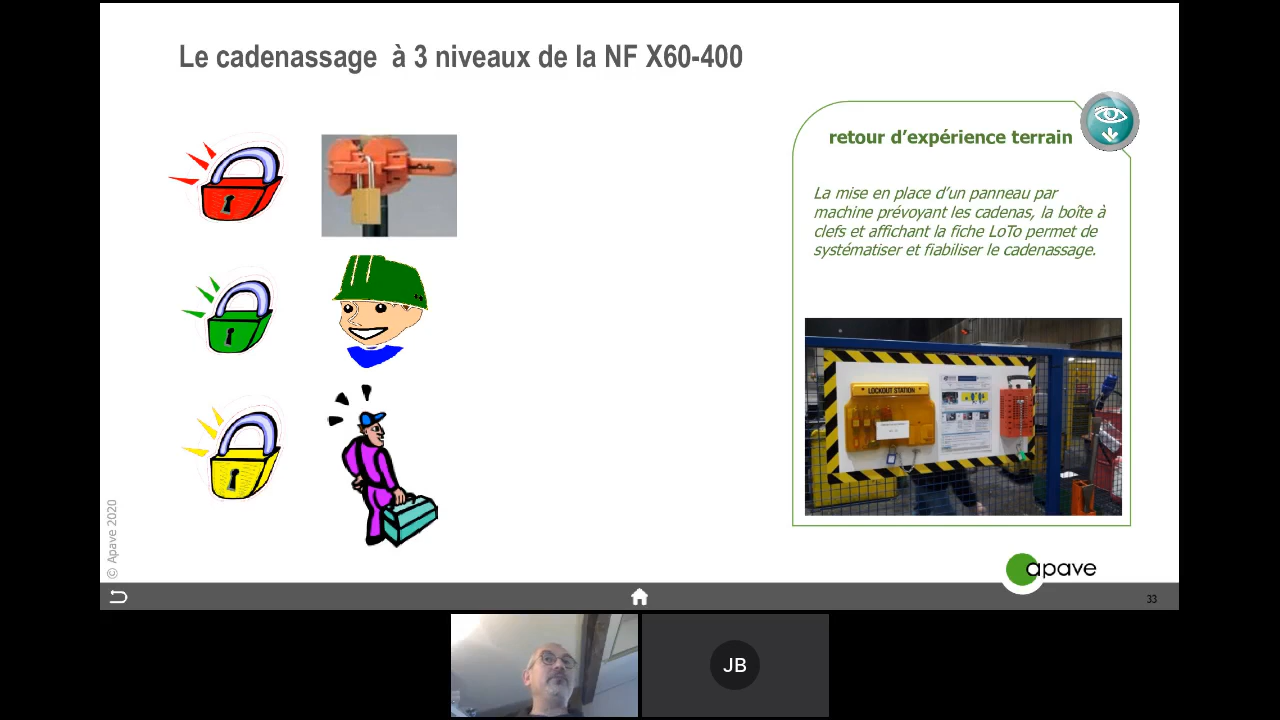 Le cadenassage à 3 niveaux de la NF X60-400
retour d'expérience terrain
La mise en place d'un panneau par
machine prévoyant les cadenas, la boîte à
clefs et affichant la fiche LoTo permet de
systématiser et fiabiliser le cadenassage.
LOCKOUT STATION
© Apave 2020
apave
33
JB